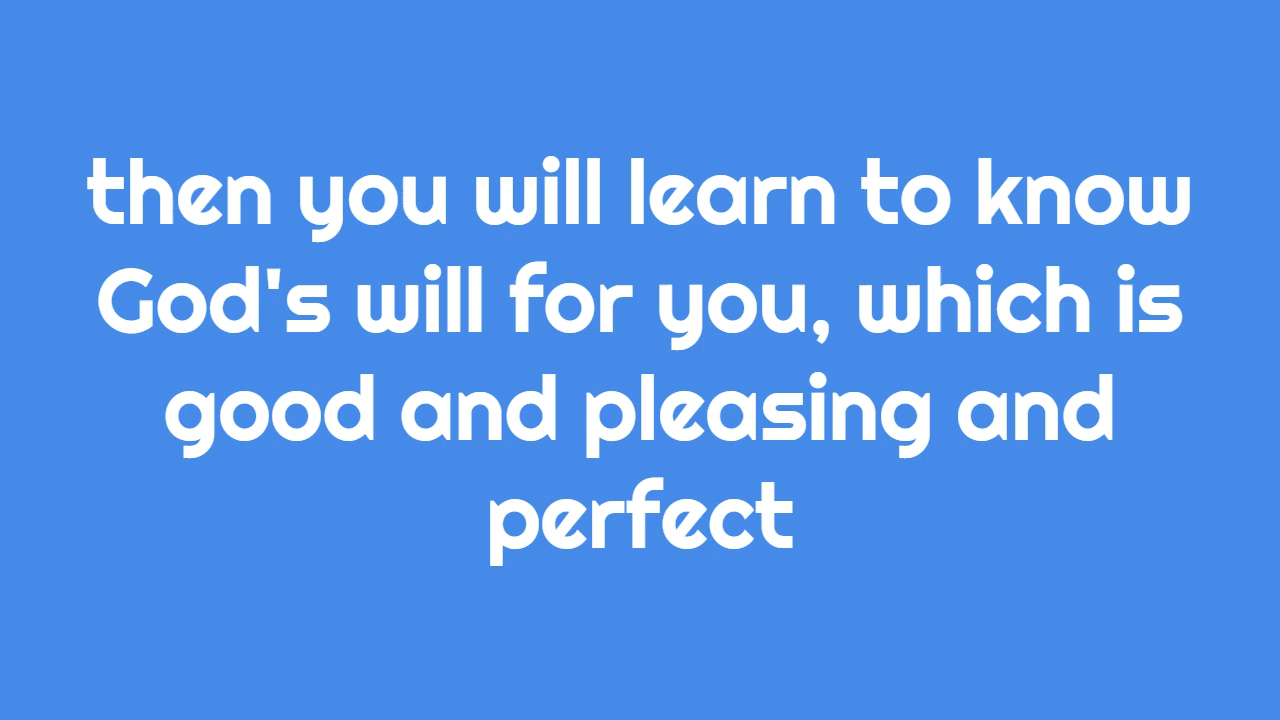 then you will learn to know
God's will for you, which is
good and pleasing and
perfect